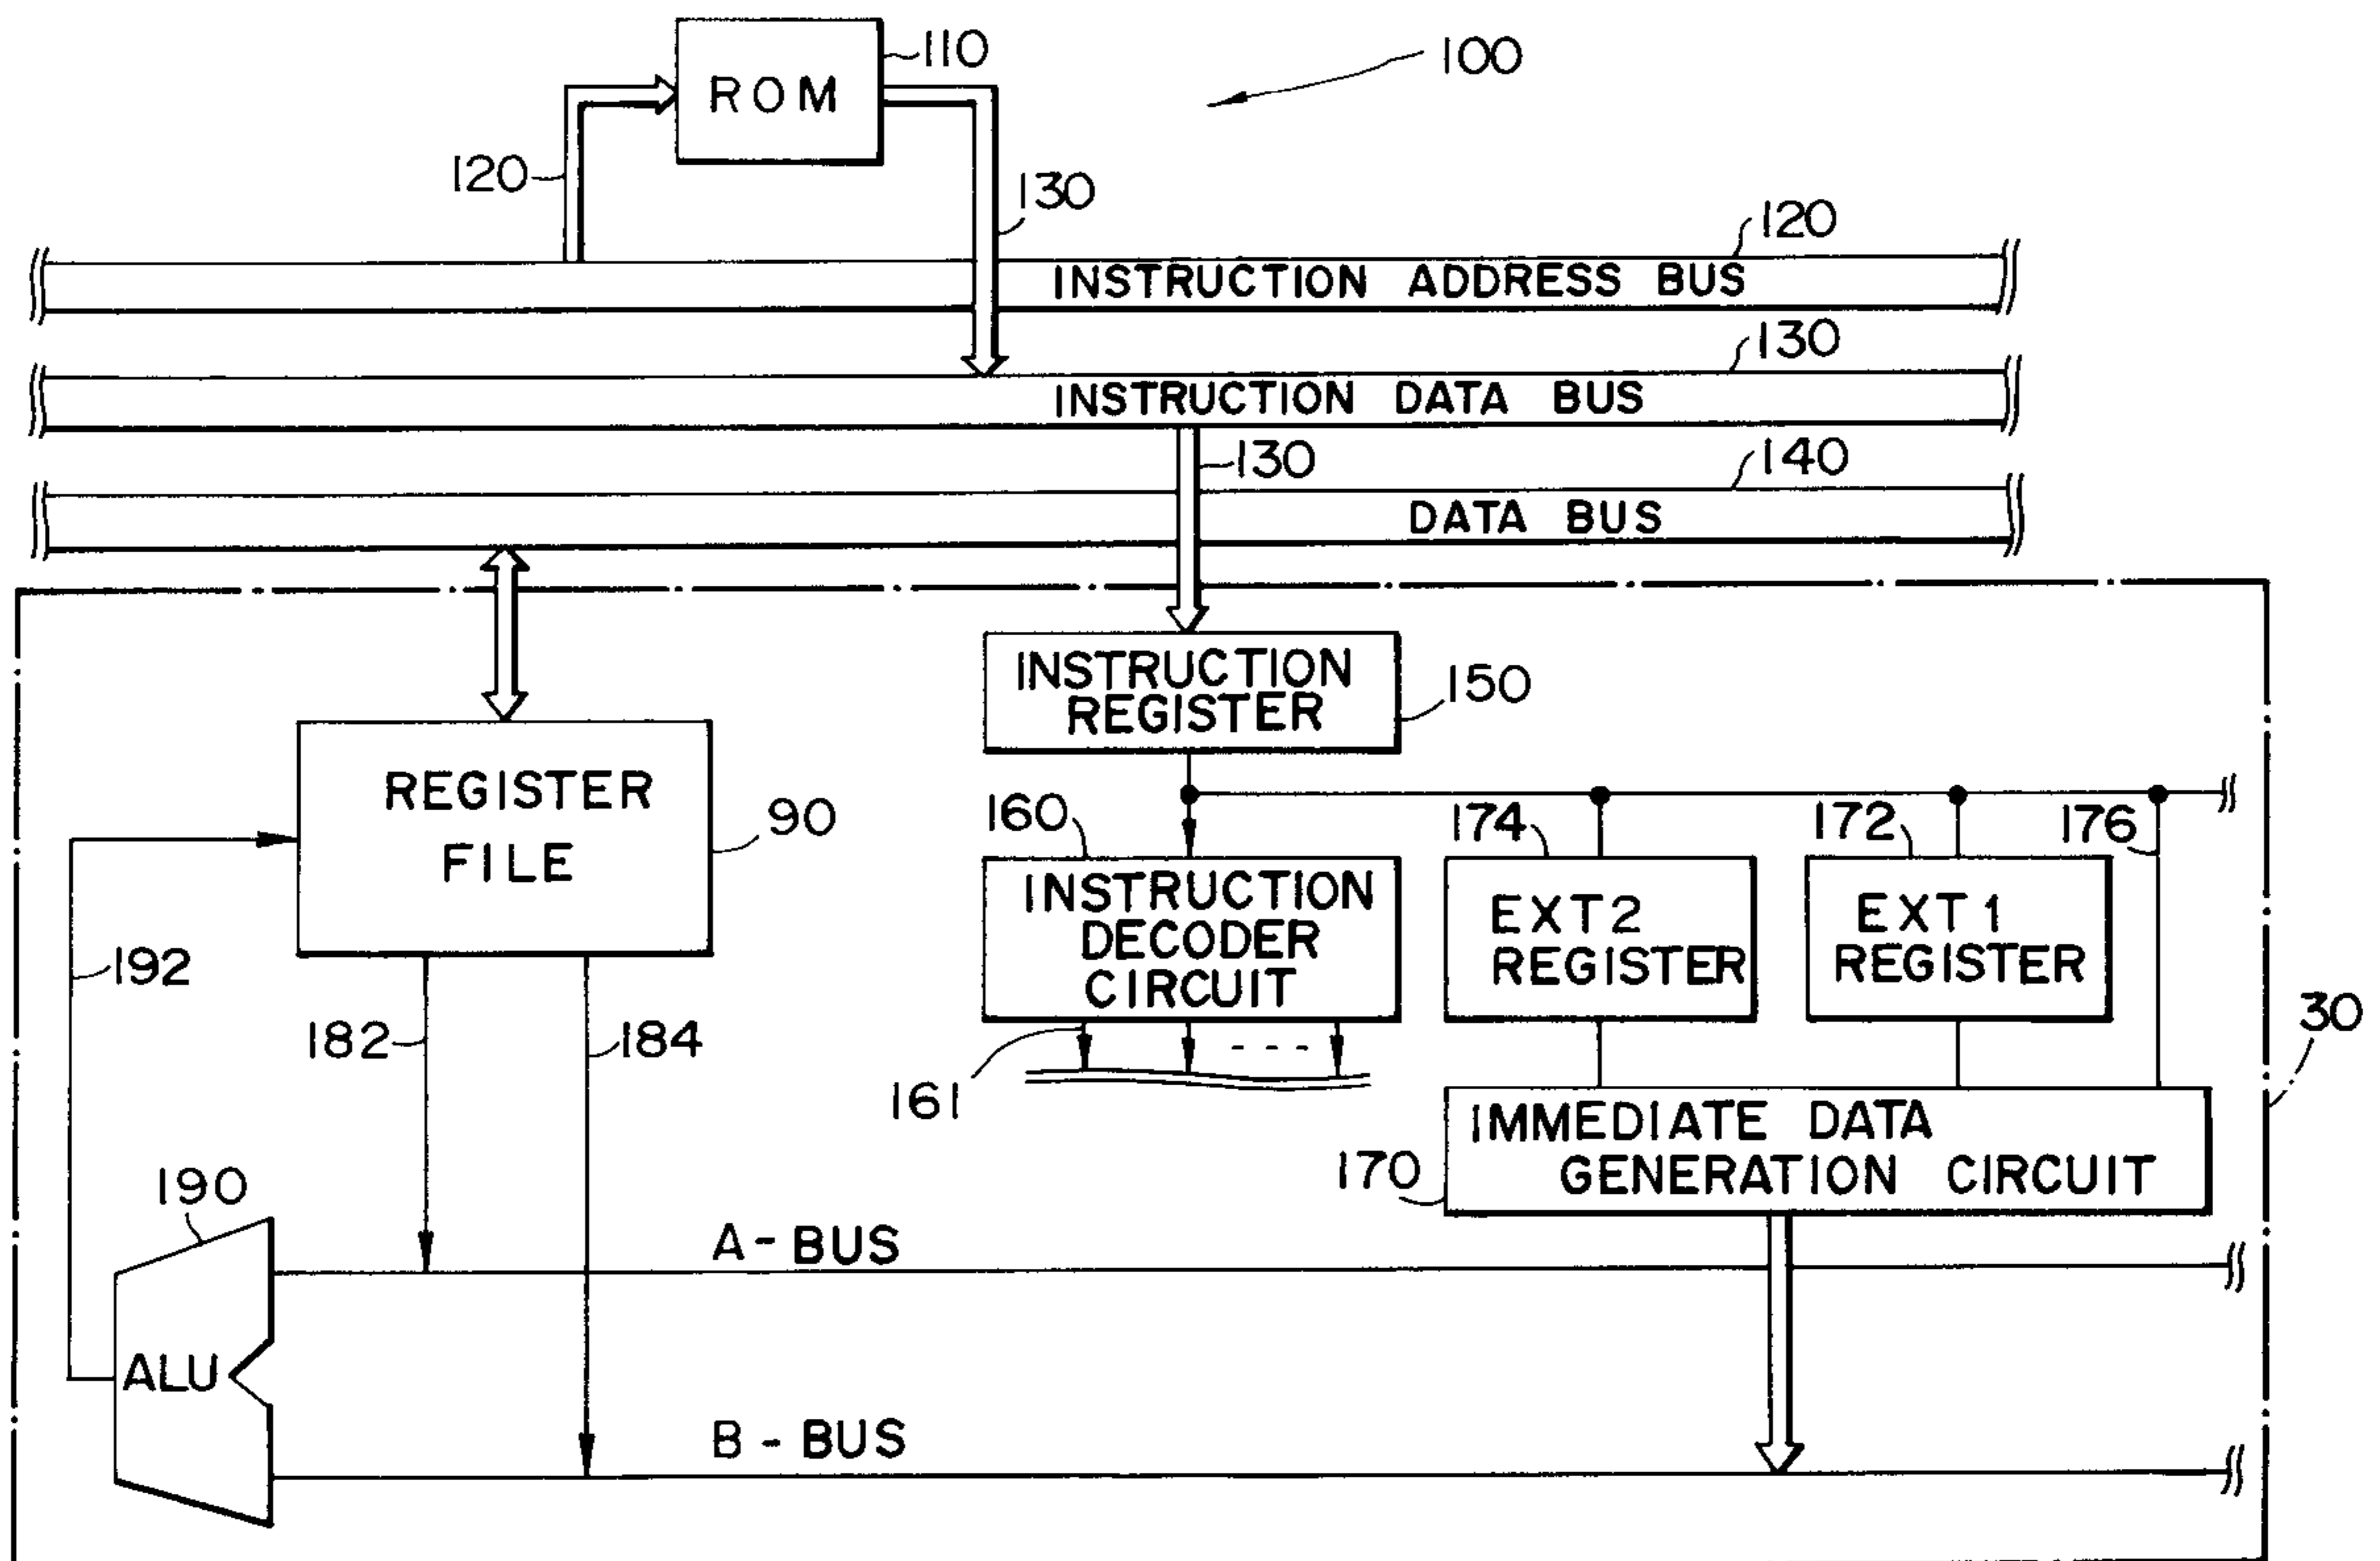 110
ROM
100
120
130
120
INSTRUCTION ADDRESS BUS
130
INSTRUCTION DATA BUS
130
140
DATA BUS
INSTRUCTION
REGISTER
150
REGISTER
FILE
90
160
174
172
176
INSTRUCTION
DECODER
CIRCUIT
EXT2
REGISTER
EXT1
REGISTER
192
182
184
161
30
IMMEDIATE DATA
GENERATION CIRCUIT
170
190
A-BUS
ALU
B-BUS